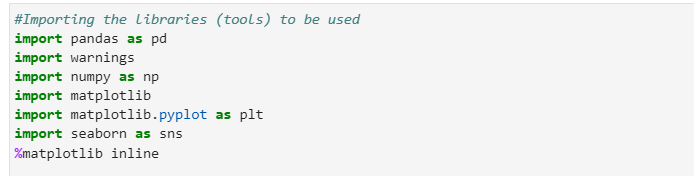 #Importing the libraries (tools) to be used
import pandas as pd
import warnings
import numpy as np
import matplotlib
import matplotlib.pyplot as plt
import seaborn as sns
%matplotlib inline